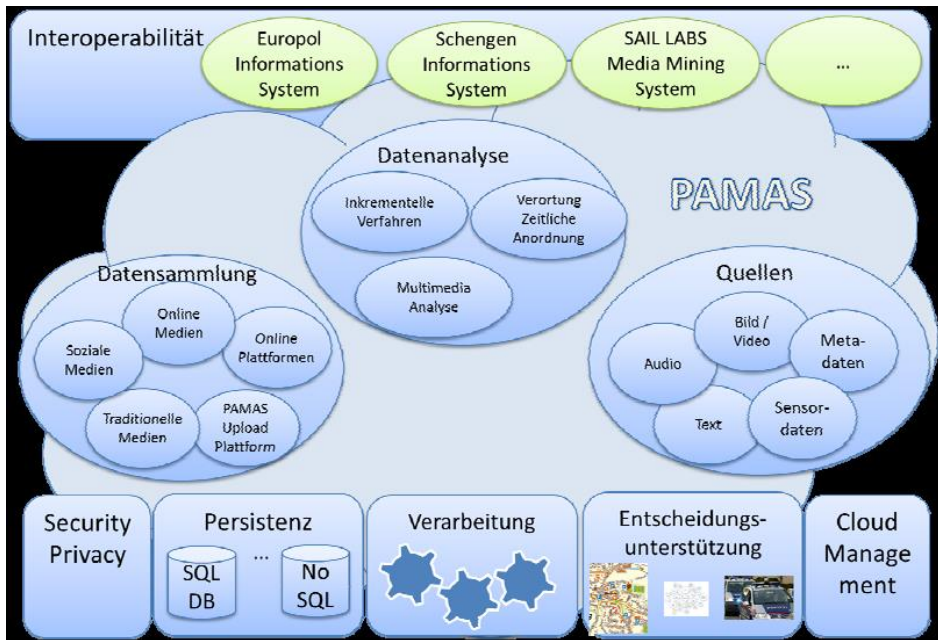 Interoperabilität
Europol
Informations
System
Schengen
Informations
System
SAIL LABS
Media Mining
System
...
PAMAS
Datenanalyse
Inkrementelle
Verfahren
Verortung
Zeitliche
Anordnung
Multimedia
Analyse
Datensammlung
Online
Medien
Soziale
Medien
Online
Plattformen
Traditionelle
Medien
PAMAS
Upload
Plattform
Quellen
Bild /
Video
Audio
Meta-
daten
Text
Sensor-
daten
Security
Privacy
Persistenz
SQL
DB
...
No
SQL
Verarbeitung
Entscheidungs-
unterstützung
Cloud
Manage
ment